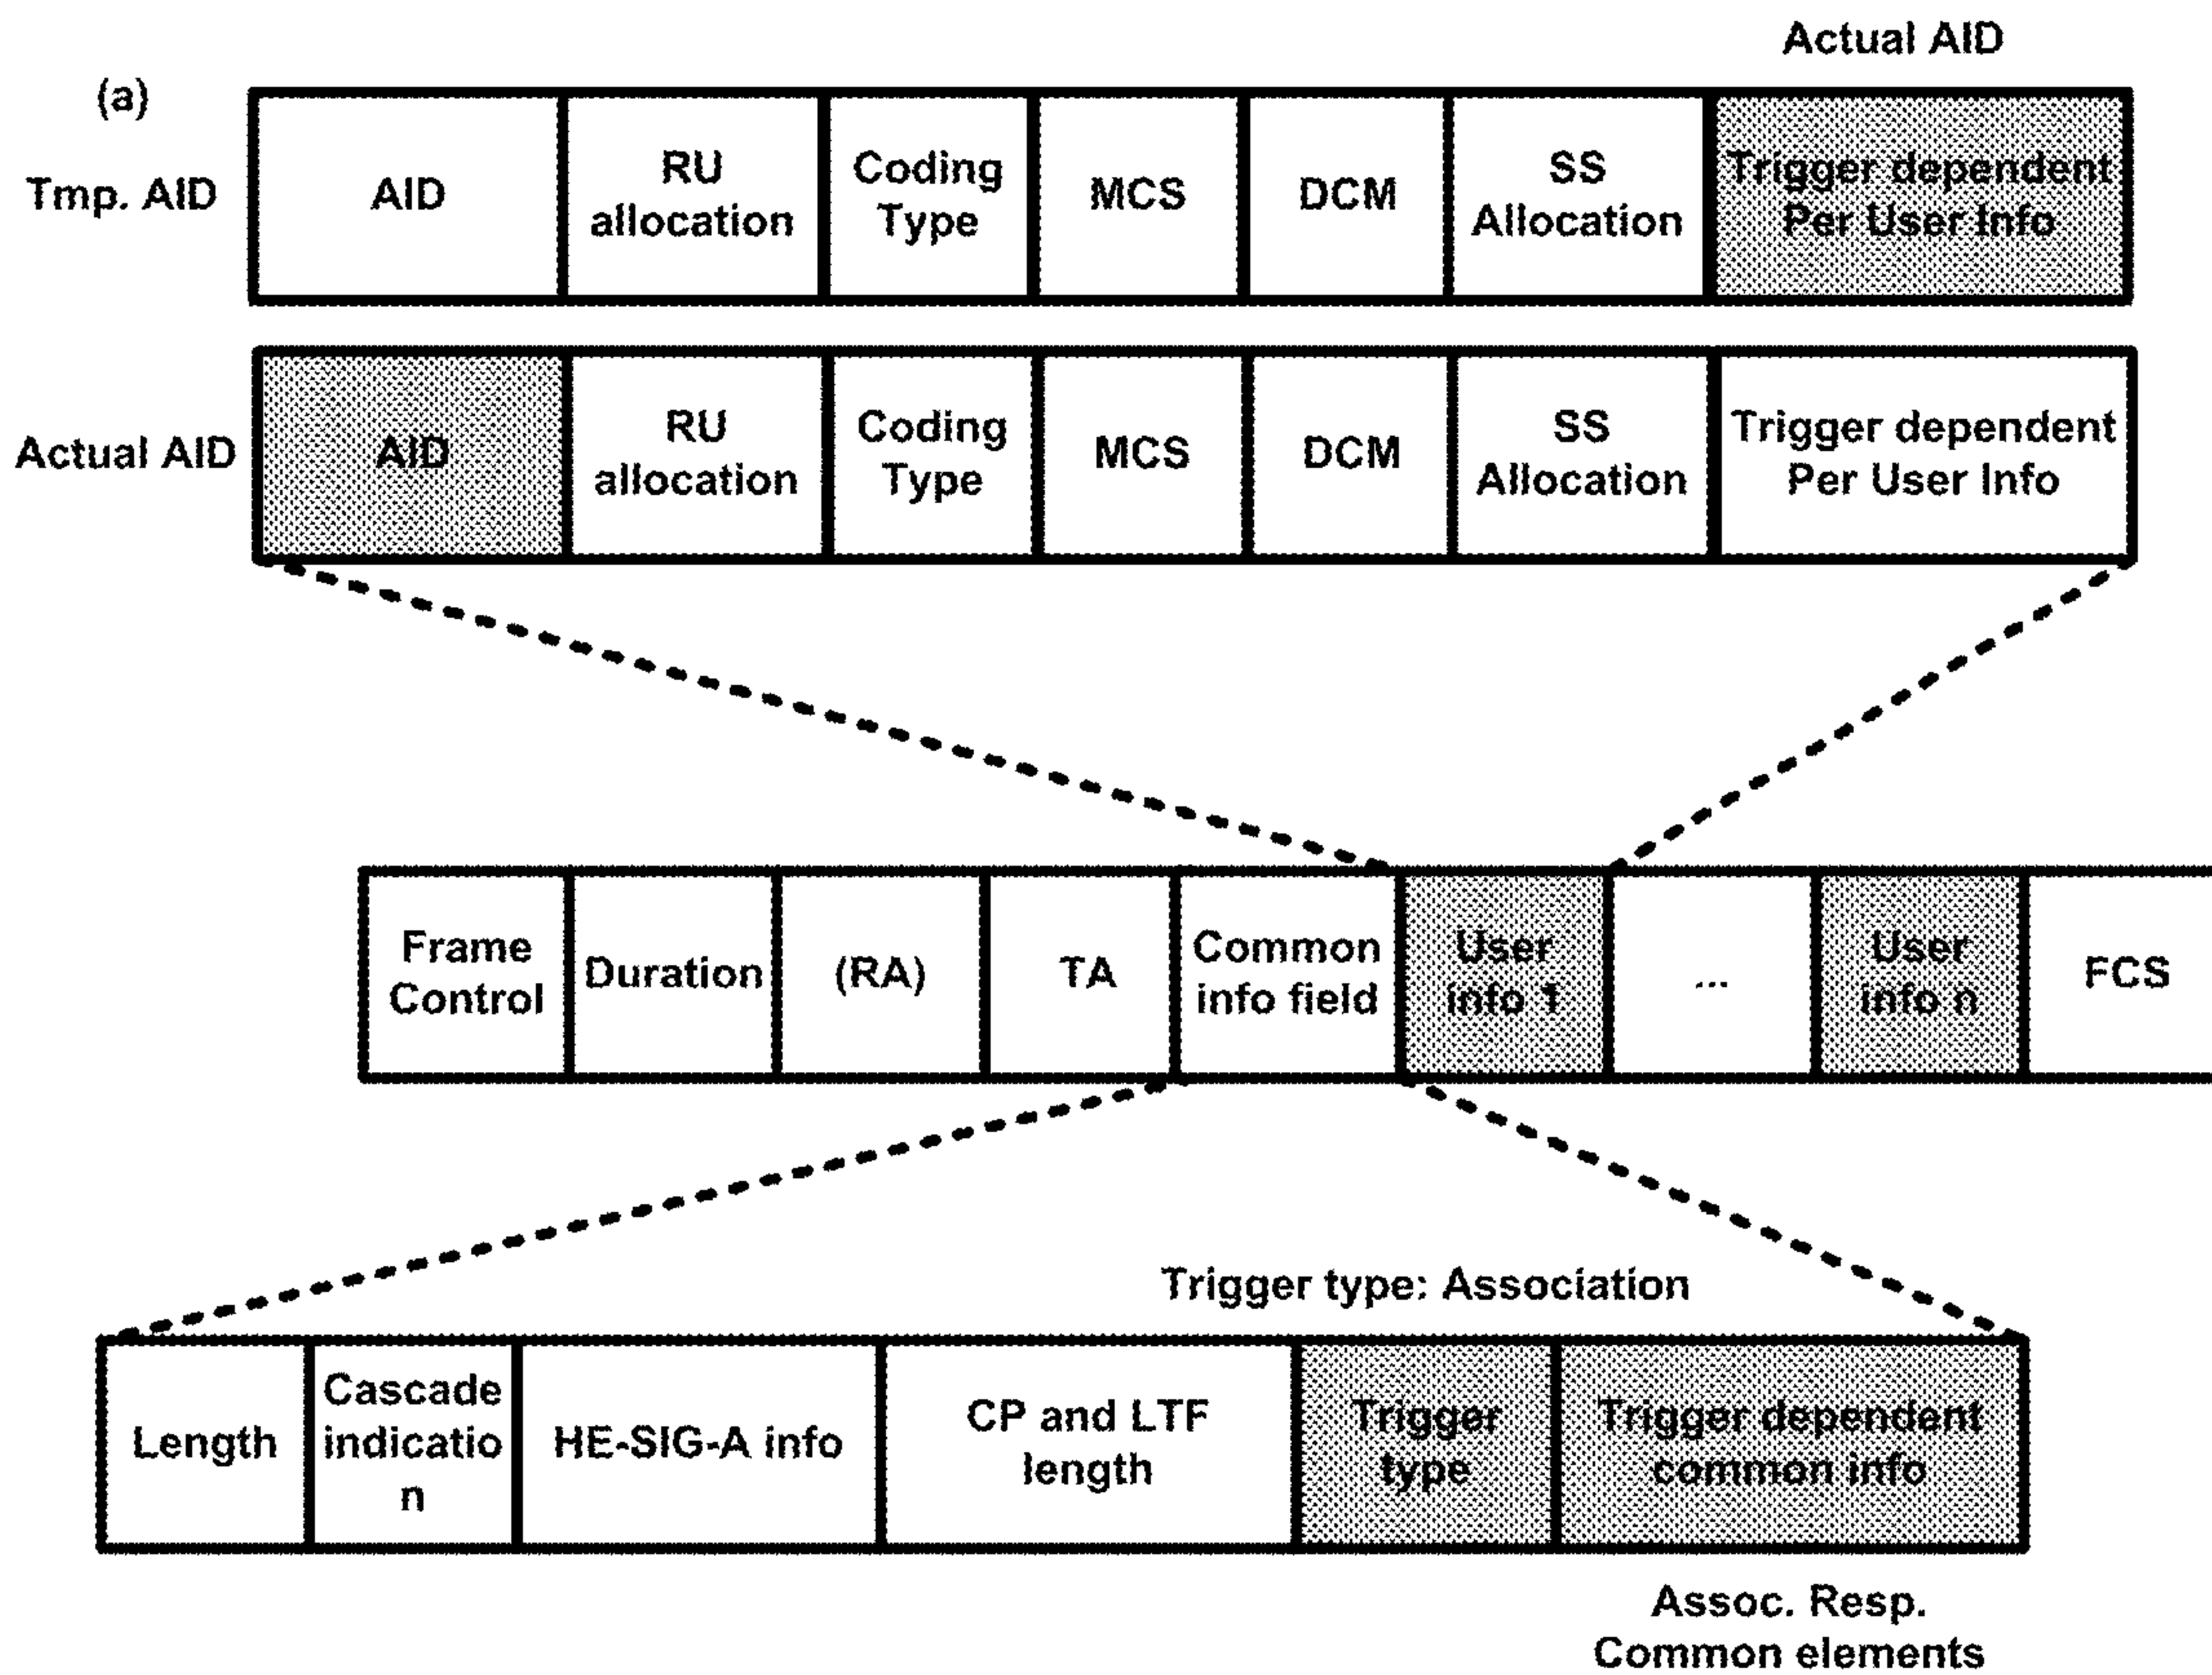 Actual AID
(a)
Tmp. AID
AID
RU
allocation
Coding
Type
MCS
DCM
SS
Allocation
Trigger dependent
Per User Info
Actual AID
AID
RU
allocation
Coding
Type
MCS
DCM
SS
Allocation
Trigger dependent
Per User Info
Frame
Control
Duration
(RA)
TA
Common
info field
User
info 1
...
User
info n
FCS
Trigger type: Association
Length
Cascade
indicatio
n
HE-SIG-A info
CP and LTF
length
Trigger
type
Trigger dependent
common info
Assoc. Resp.
Common elements